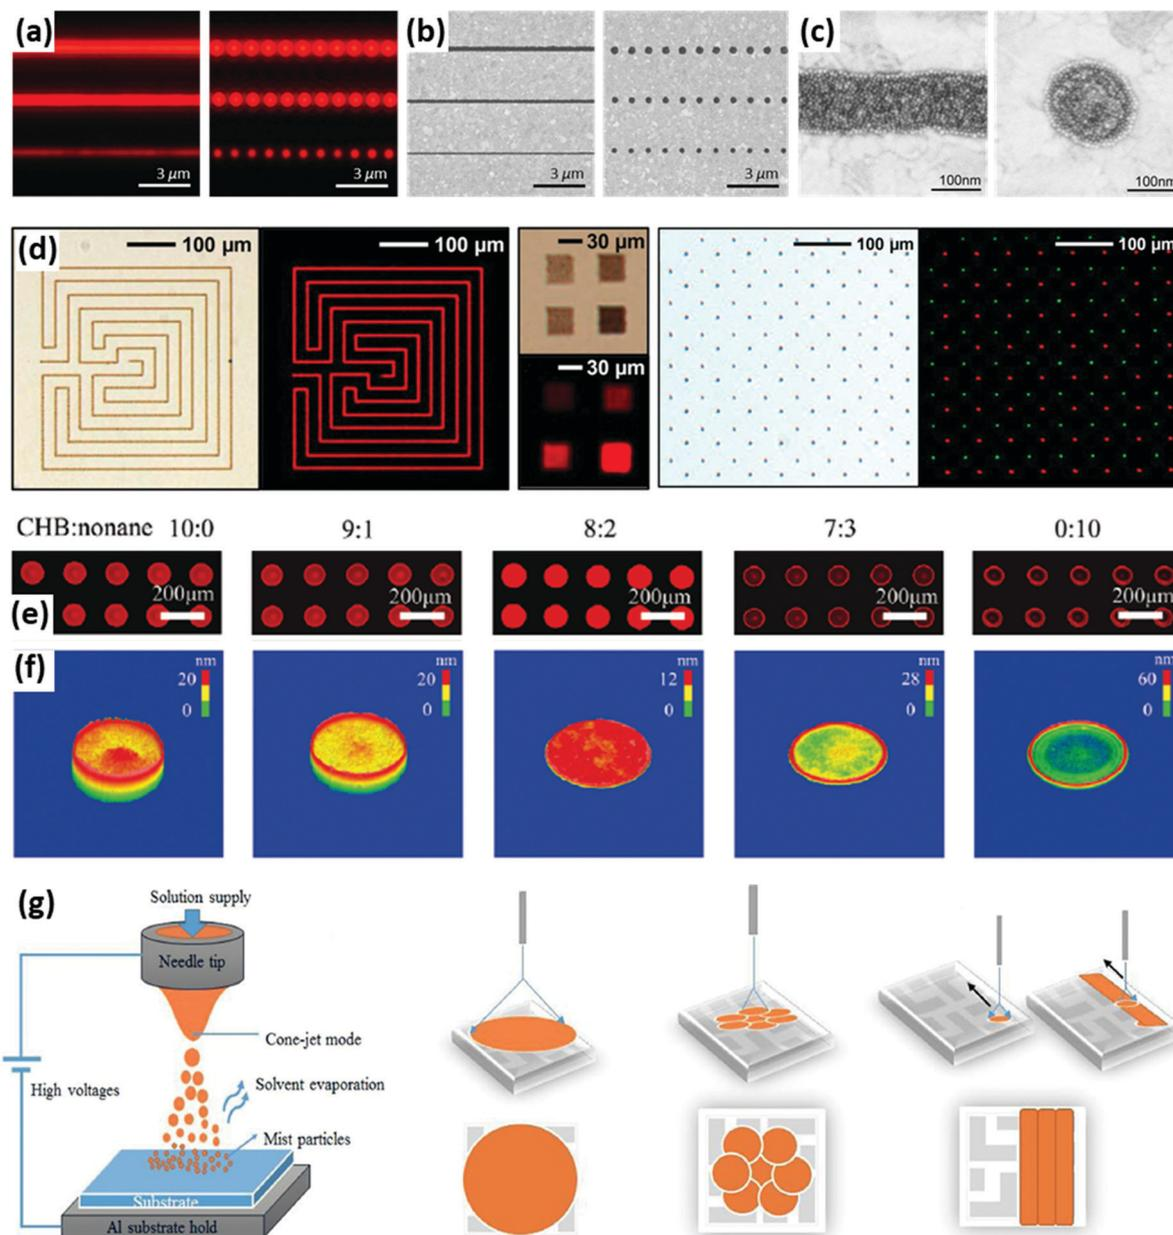 (a)
(b)
(c)
3 µm
3 µm
3 µm
3 µm
100nm
100nm
(d)
100 µm
100 µm
30 µm
30 µm
100 µm
100 µm
CHB:nonane 10:0
9:1
8:2
7:3
0:10
(e)
200µm
200µm
200µm
200µm
200µm
(f)
nm
20
0
nm
20
0
nm
12
0
nm
28
0
nm
60
0
(g)
Solution supply
Needle tip
Cone-jet mode
High voltages
Solvent evaporation
Mist particles
Substrate
Al substrate hold